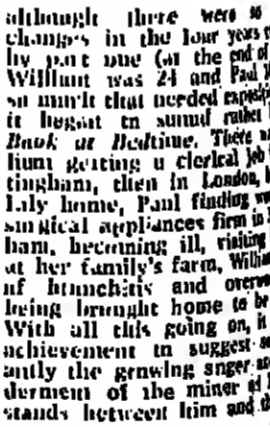 although there were so
changes in the four years
by part one (at the end of
William was 21 and Paul
so much that needed
it began to sound rather
Book at Bedtime. There
liam getting a clerical job
tingham, then in London,
Lily home, Paul finding
surgical appliances firm in
ham, becoming ill, visiting
at her family's farm,
of bronchitis and
being brought home to be
With all this going on, it
achievement to suggest so
antly the growing anger
derment of the miner
stands between him and